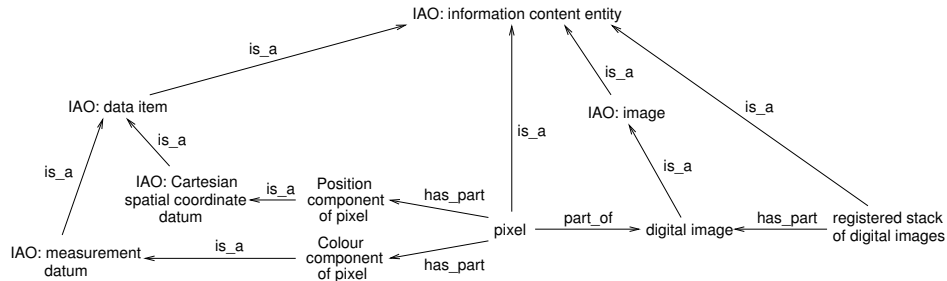 IAO: information content entity
is_a
IAO: data item
IAO: image
is_a
is_a
is_a
is_a
is_a
is_a
IAO: Cartesian
spatial coordinate
datum
is_a
Position
component
of pixel
has_part
pixel
part_of
digital image
has_part
registered stack
of digital images
IAO: measurement
datum
is_a
Colour
component
of pixel
has_part